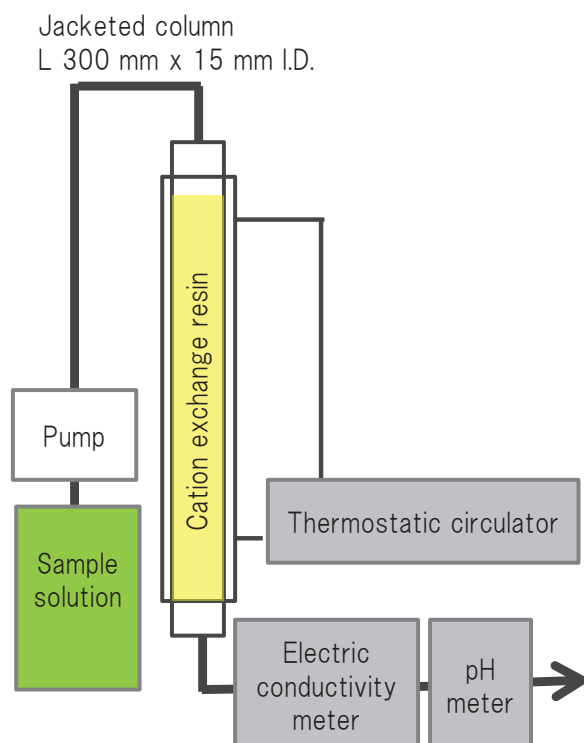 Jacketed column
L 300 mm x 15 mm I.D.
Cation exchange resin
Pump
Sample
solution
Thermostatic circulator
Electric
conductivity
meter
pH
meter